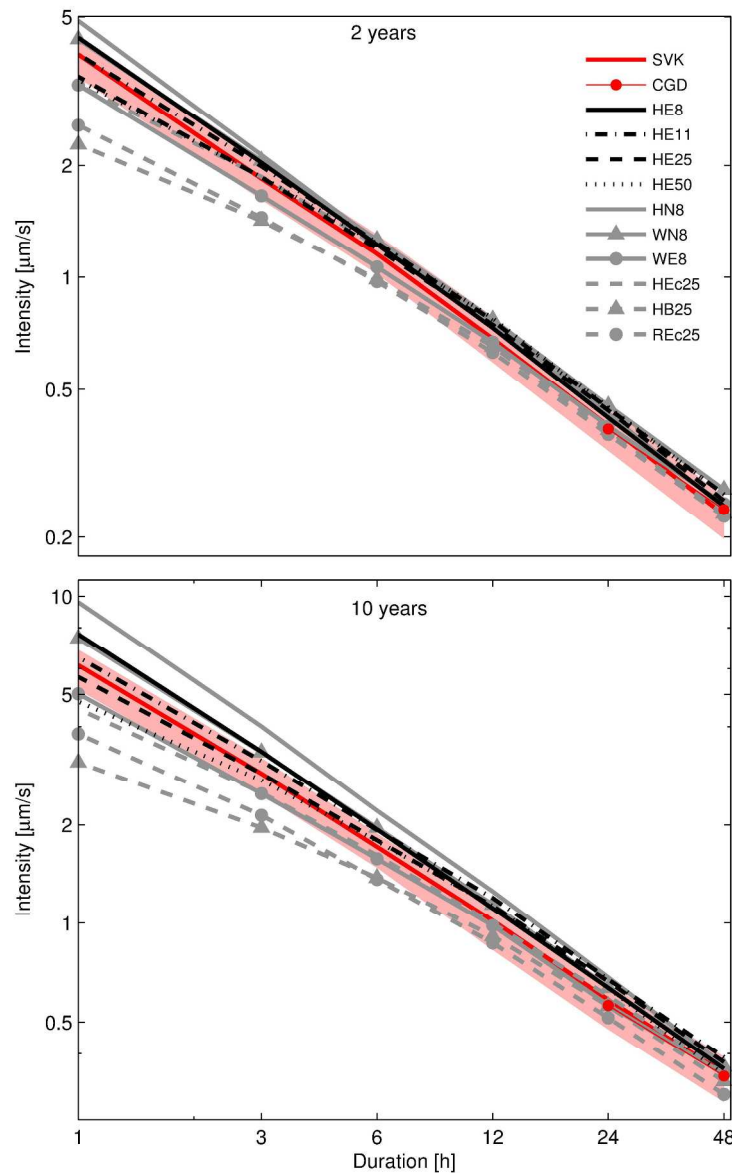 5
2
1
0.5
0.2
Intensity [μm/s]
2 years
SVK
CGD
HE8
HE11
HE25
HE50
HN8
WN8
WE8
HEc25
HB25
REc25
10
5
2
1
0.5
Intensity [μm/s]
10 years
1
3
6
12
24
48
Duration [h]